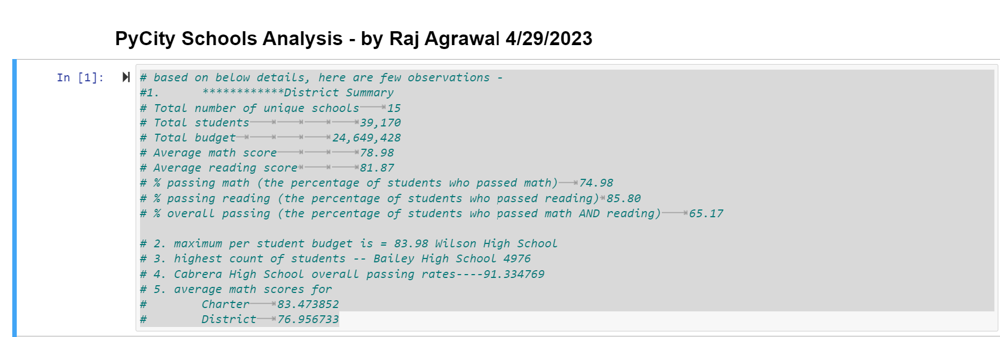 PyCity Schools Analysis - by Raj Agrawal 4/29/2023
In [1]:
# based on below details, here are few observations -
#1. ************District Summary
# Total number of unique schools 15
# Total students 39,170
# Total budget 24,649,428
# Average math score 78.98
# Average reading score 81.87
# % passing math (the percentage of students who passed math) 74.98
# % passing reading (the percentage of students who passed reading) 85.80
# % overall passing (the percentage of students who passed math AND reading) 65.17
# 2. maximum per student budget is = 83.98 Wilson High School
# 3. highest count of students -- Bailey High School 4976
# 4. Cabrera High School overall passing rates----91.334769
# 5. average math scores for
# Charter 83.473852
# District 76.956733